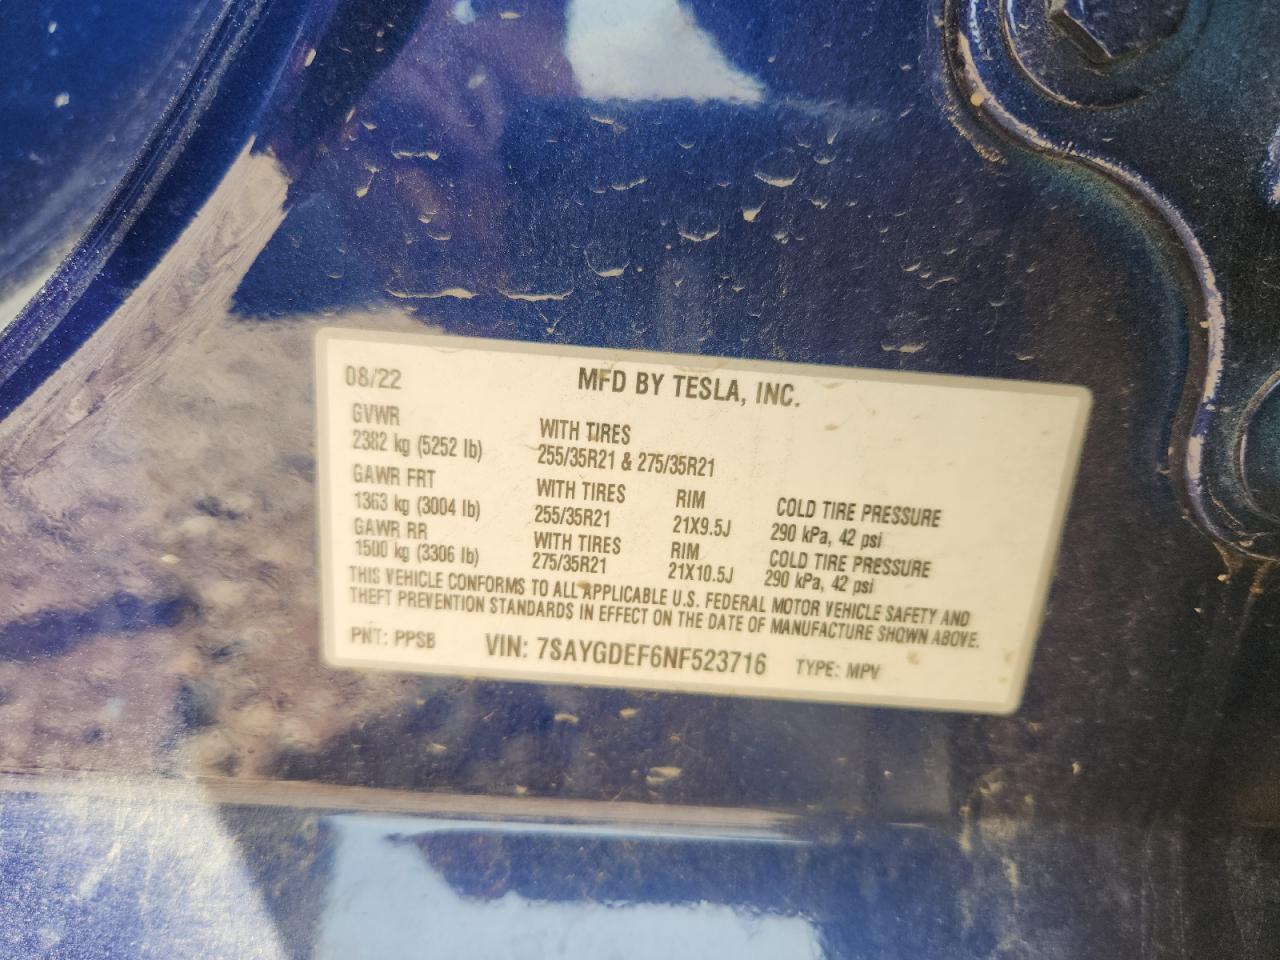 08/22 MFD BY TESLA, INC.
GVWR
2382 kg (5252 lb)
WITH TIRES
255/35R21 & 275/35R21
GAWR FRT
1363 kg (3004 lb)
WITH TIRES
255/35R21
RIM
21X9.5J
COLD TIRE PRESSURE
290 kPa, 42 psi
GAWR RR
1500 kg (3306 lb)
WITH TIRES
275/35R21
RIM
21X10.5J
COLD TIRE PRESSURE
290 kPa, 42 psi
THIS VEHICLE CONFORMS TO ALL APPLICABLE U.S. FEDERAL MOTOR VEHICLE SAFETY AND
THEFT PREVENTION STANDARDS IN EFFECT ON THE DATE OF MANUFACTURE SHOWN ABOVE.
PNT: PPSB VIN: 7SAYGDEF6NF523716 TYPE: MPV